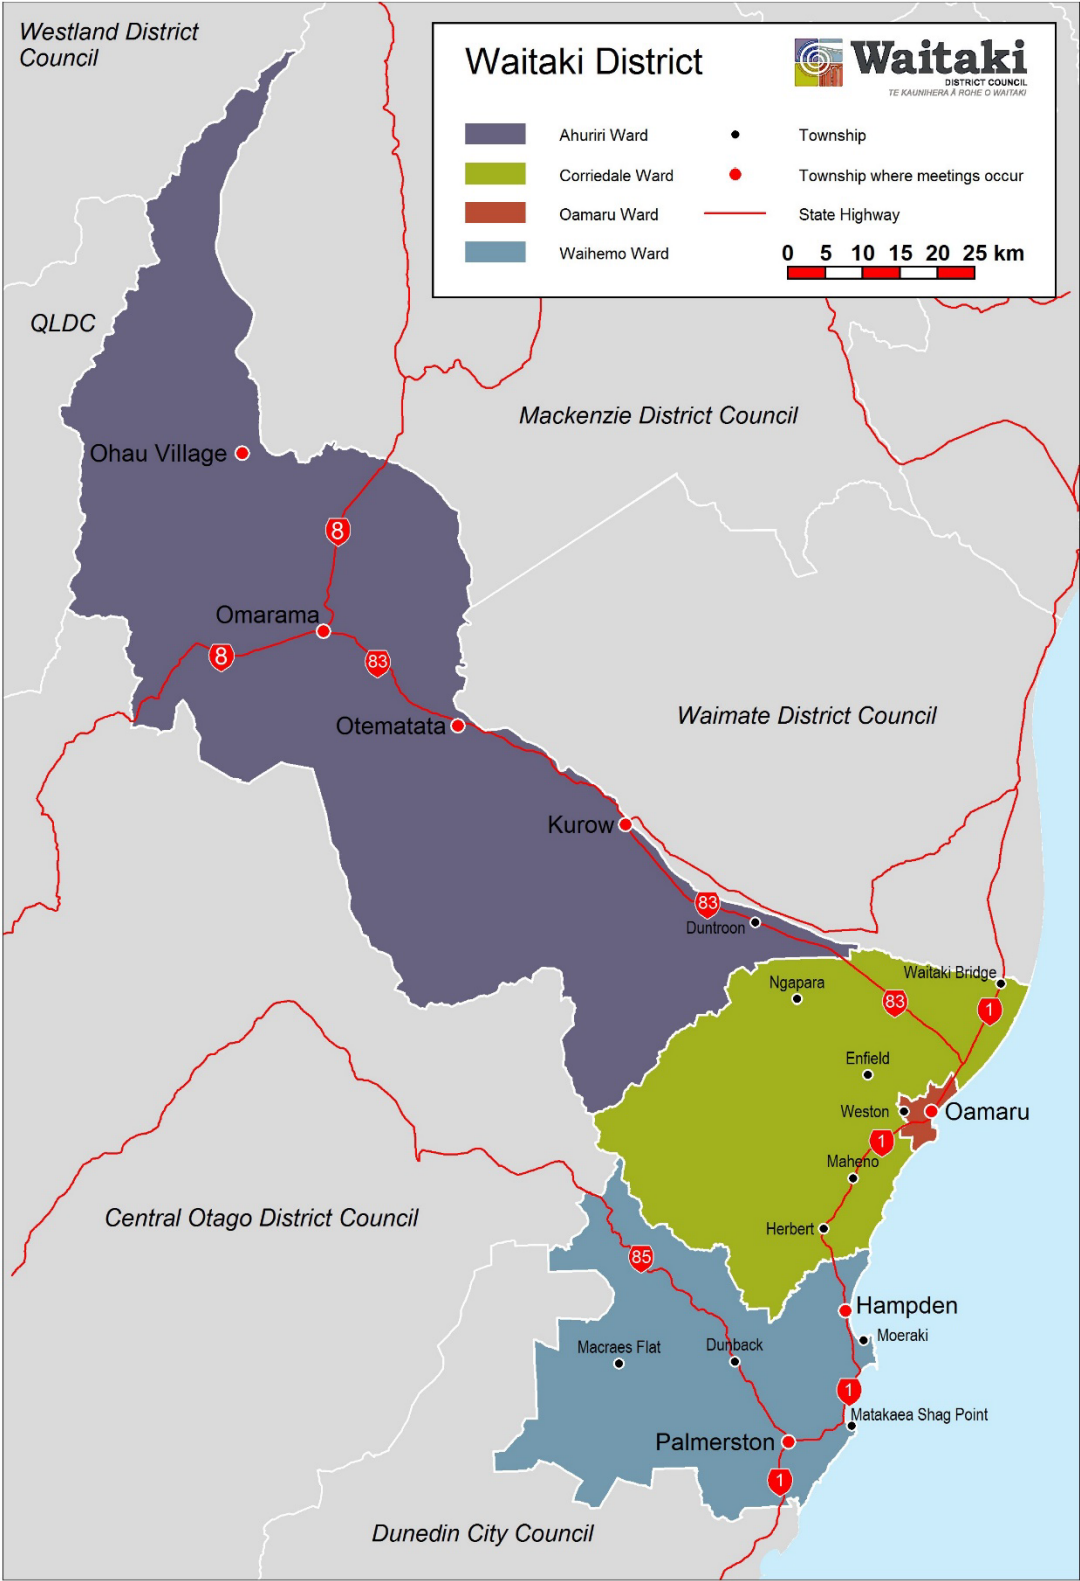 Westland District
Council
Waitaki District
Waitaki
DISTRICT COUNCIL
TE KAUNIHERA Ā ROHE O WAITAKI
Ahuriri Ward
Township
Corriedale Ward
Township where meetings occur
Oamaru Ward
State Highway
Waihemo Ward
0 5 10 15 20 25 km
QLDC
Mackenzie District Council
Ohau Village
8
Omarama
8
83
Waimate District Council
Otematata
Kurow
83
Duntroon
Waitaki Bridge
Ngapara
83
1
Enfield
Weston
Oamaru
1
Maheno
Central Otago District Council
Herbert
85
Hampden
Moeraki
Macraes Flat
Dunback
1
Matakaea Shag Point
Palmerston
1
Dunedin City Council